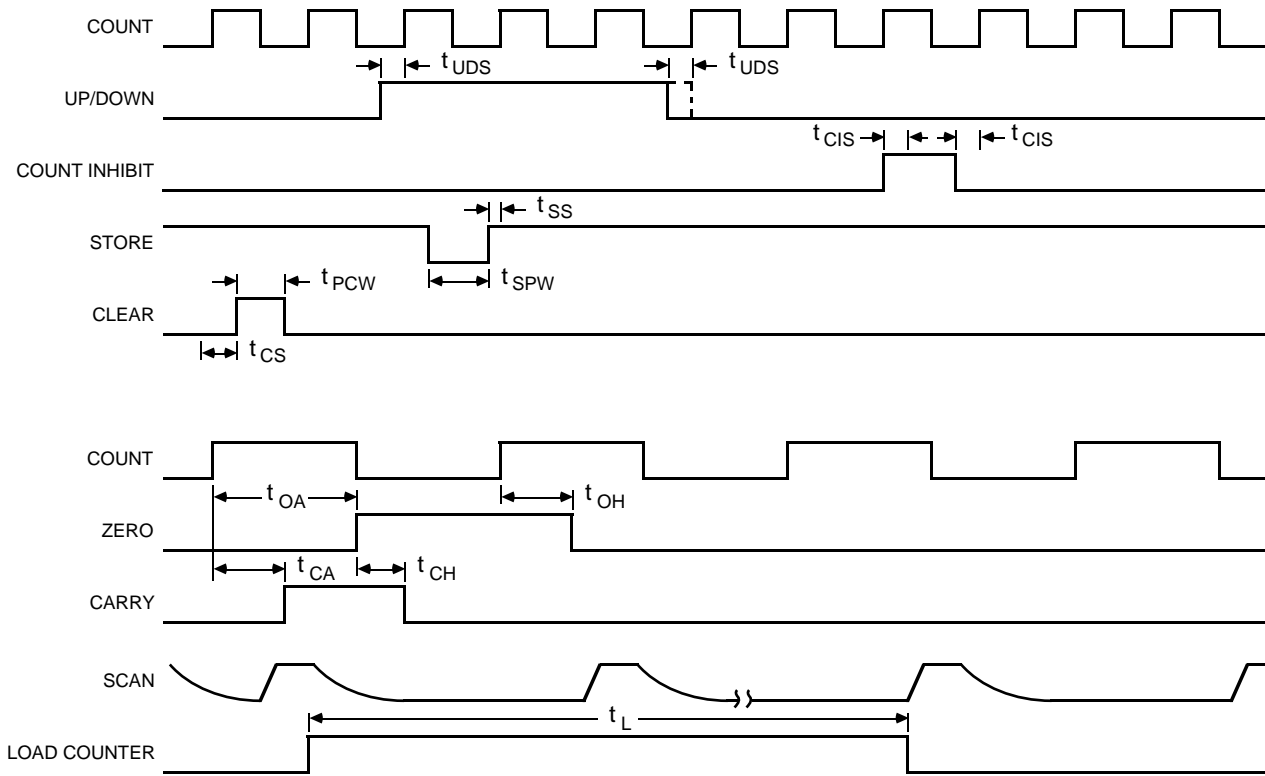 COUNT
t UDS
t UDS
UP/DOWN
t CIS
t CIS
COUNT INHIBIT
t SS
STORE
t PCW
t SPW
CLEAR
t CS
COUNT
t OA
t OH
ZERO
t CA
t CH
CARRY
SCAN
t L
LOAD COUNTER